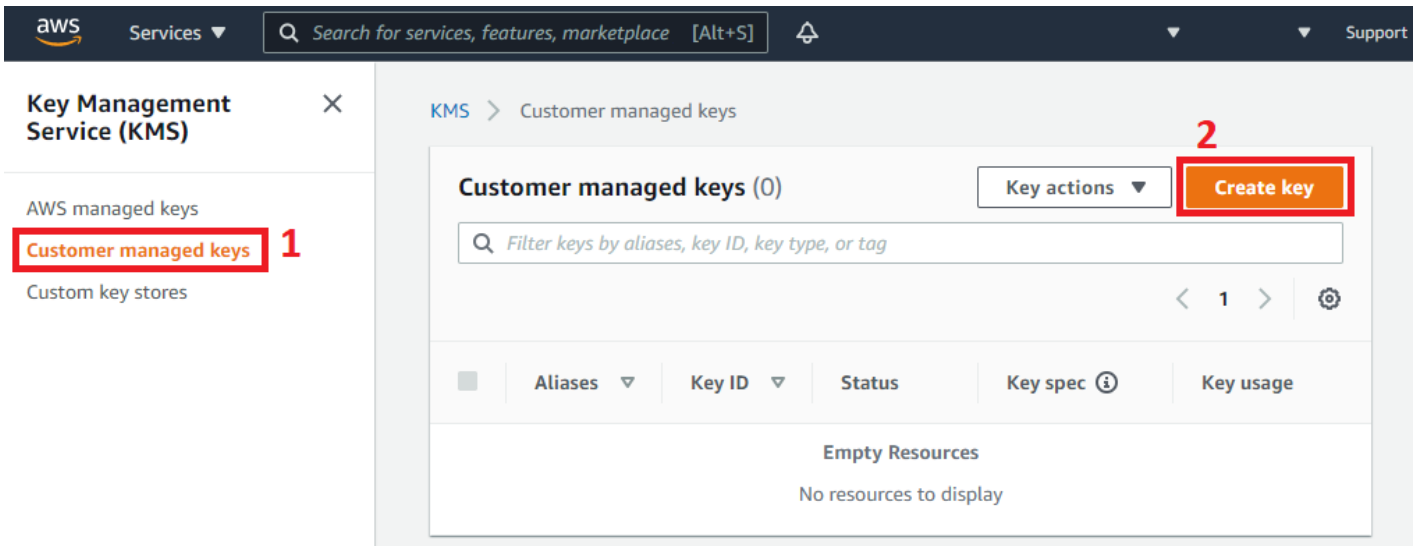 aws Services ▼ Search for services, features, marketplace [Alt+S] ▼ ▼ Support
Key Management
Service (KMS)
AWS managed keys
Customer managed keys 1
Custom key stores
KMS > Customer managed keys
2
Customer managed keys (0) Key actions ▼ Create key
Filter keys by aliases, key ID, key type, or tag
< 1 >
Aliases Key ID Status Key spec Key usage
Empty Resources
No resources to display